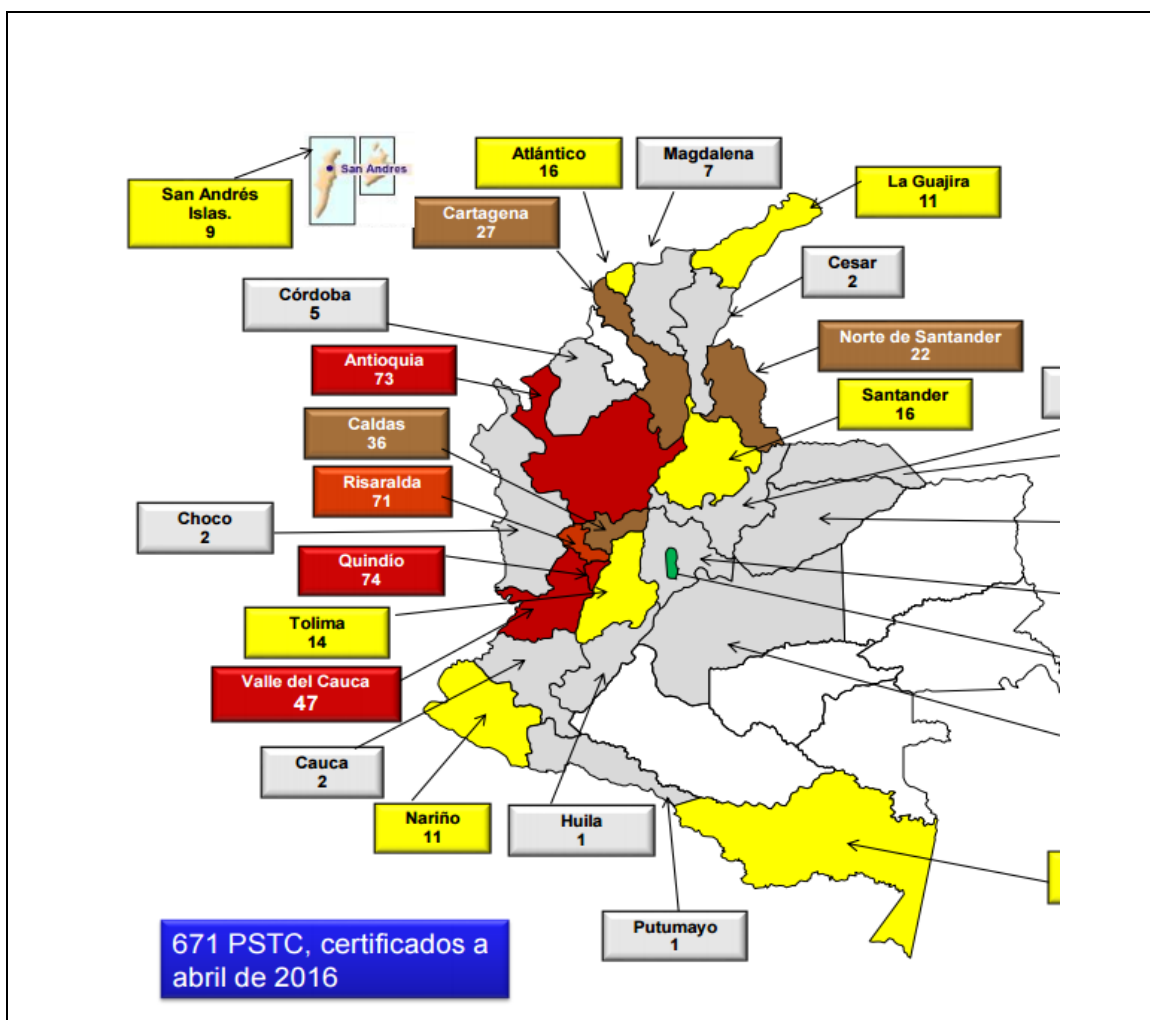 San Andrés
Islas.
9
San Andres
Atlántico
16
Magdalena
7
La Guajira
11
Cartagena
27
Cesar
2
Córdoba
5
Norte de Santander
22
Antioquia
73
Santander
16
Caldas
36
Risaralda
71
Choco
2
Quindio
74
Tolima
14
Valle del Cauca
47
Cauca
2
Nariño
11
Huila
1
Putumayo
1
671 PSTC, certificados a
abril de 2016